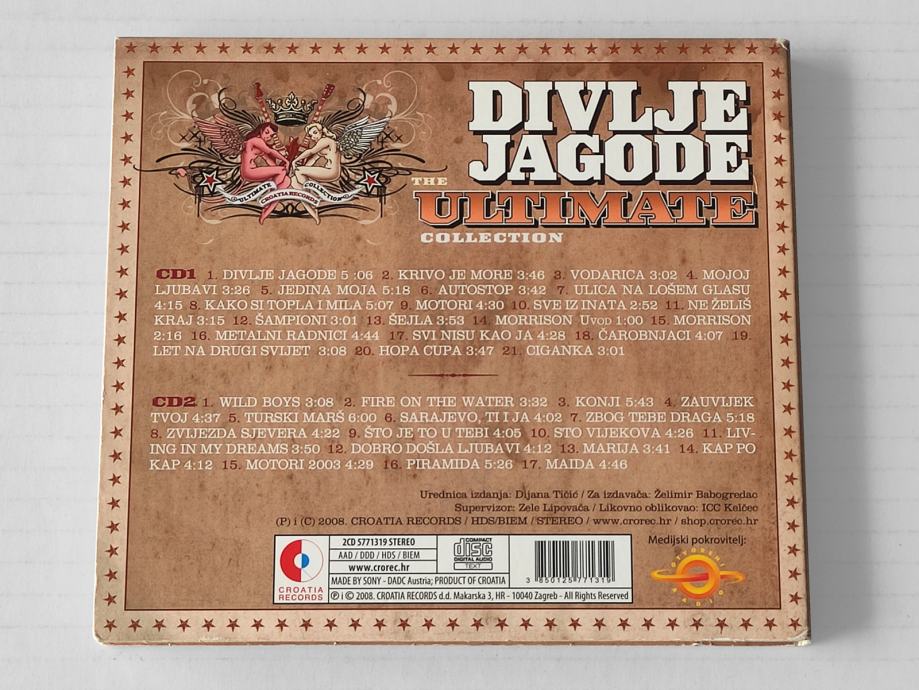 DIVLJE
JAGODE
THE
ULTIMATE
COLLECTION
ULTIMATE COLLECTION
CROATIA RECORDS
CD1 1. DIVLJE JAGODE 5 :06 2. KRIVO JE MORE 3:46 3. VODARICA 3:02 4. MOJOJ
LJUBAVI 3:26 5. JEDINA MOJA 5:18 6. AUTOSTOP 3:42 7. ULICA NA LOŠEM GLASU
4:15 8. KAKO SI TOPLA I MILA 5:07 9. MOTORI 4:30 10. SVE IZ INATA 2:52 11. NE ŽELIŠ
KRAJ 3:15 12. ŠAMPIONI 3:01 13. ŠEJLA 3:53 14. MORRISON Uvod 1:00 15. MORRISON
2:16 16. METALNI RADNICI 4:44 17. SVI NISU KAO JA 4:28 18. ČAROBNJACI 4:07 19.
LET NA DRUGI SVIJET 3:08 20. HOPA CUPA 3:47 21. CIGANKA 3:01
CD2 1. WILD BOYS 3:08 2. FIRE ON THE WATER 3:32 3. KONJI 5:43 4. ZAUVIJEK
TVOJ 4:37 5. TURSKI MARŠ 6:00 6. SARAJEVO, TI I JA 4:02 7. ZBOG TEBE DRAGA 5:18
8. ZVIJEZDA SJEVERA 4:22 9. ŠTO JE TO U TEBI 4:05 10. STO VIJEKOVA 4:26 11. LIV-
ING IN MY DREAMS 3:50 12. DOBRO DOŠLA LJUBAVI 4:12 13. MARIJA 3:41 14. KAP PO
KAP 4:12 15. MOTORI 2003 4:29 16. PIRAMIDA 5:26 17. MAIDA 4:46
Urednica izdanja: Dijana Tičić / Za izdavača: Želimir Babogredac
Supervizor: Zele Lipovača / Likovno oblikovao: ICC Kelčec
(P) i (C) 2008. CROATIA RECORDS / HDS/BIEM / STEREO / www.crorec.hr / shop.crorec.hr
CROATIA
RECORDS
2CD 5771319 STEREO
AAD / DDD / HDS / BIEM
www.crorec.hr
MADE BY SONY - DADC Austria; PRODUCT OF CROATIA
Ⓟ i © 2008. CROATIA RECORDS d.d. Makarska 3, HR - 10040 Zagreb - All Rights Reserved
COMPACT
disc
DIGITAL AUDIO
TEXT
3 850125 771319
Medijski pokrovitelj:
OTVORENI
RADIO